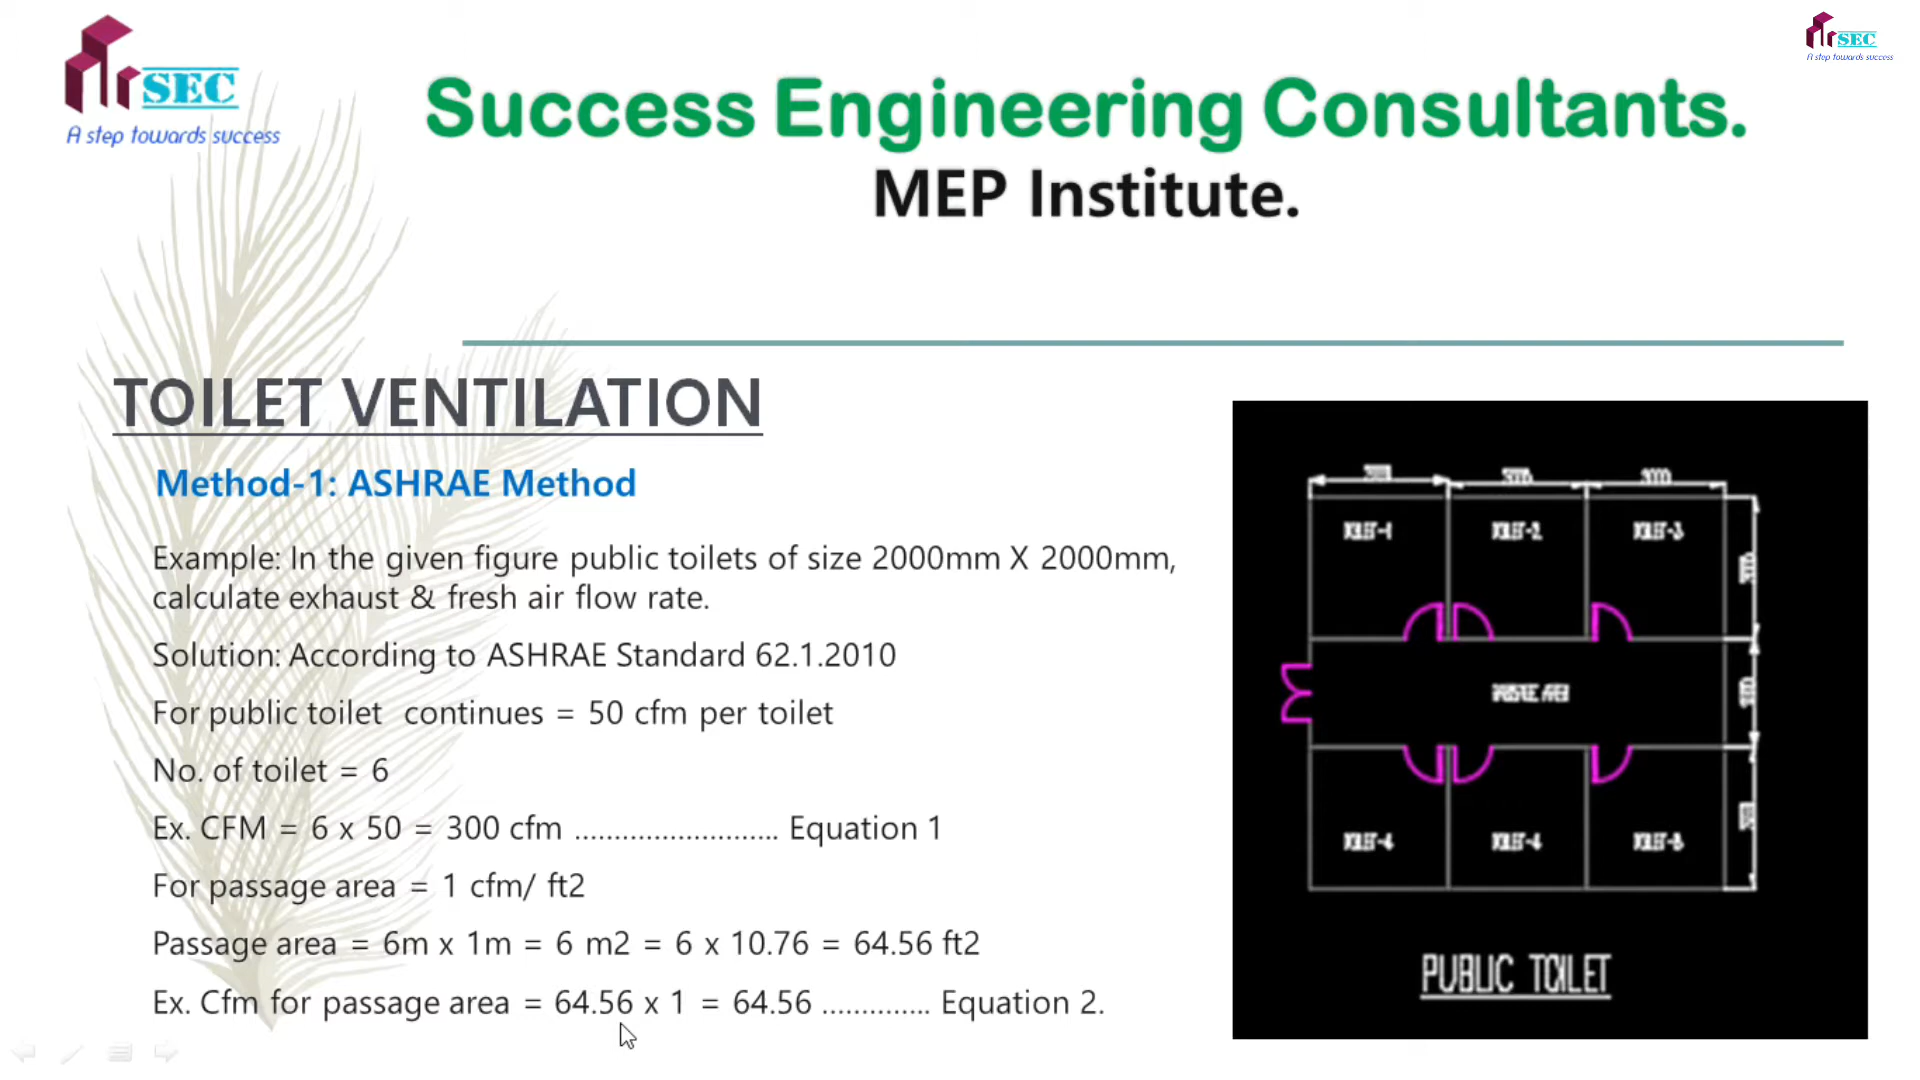 SEC
A step towards success
SEC
A step towards success
Success Engineering Consultants.
MEP Institute.
TOILET VENTILATION
Method-1: ASHRAE Method
Example: In the given figure public toilets of size 2000mm X 2000mm,
calculate exhaust & fresh air flow rate.
Solution: According to ASHRAE Standard 62.1.2010
For public toilet continues = 50 cfm per toilet
No. of toilet = 6
Ex. CFM = 6 x 50 = 300 cfm .......................... Equation 1
For passage area = 1 cfm/ ft2
Passage area = 6m x 1m = 6 m2 = 6 x 10.76 = 64.56 ft2
Ex. Cfm for passage area = 64.56 x 1 = 64.56 .............. Equation 2.
PUBLIC TOILET